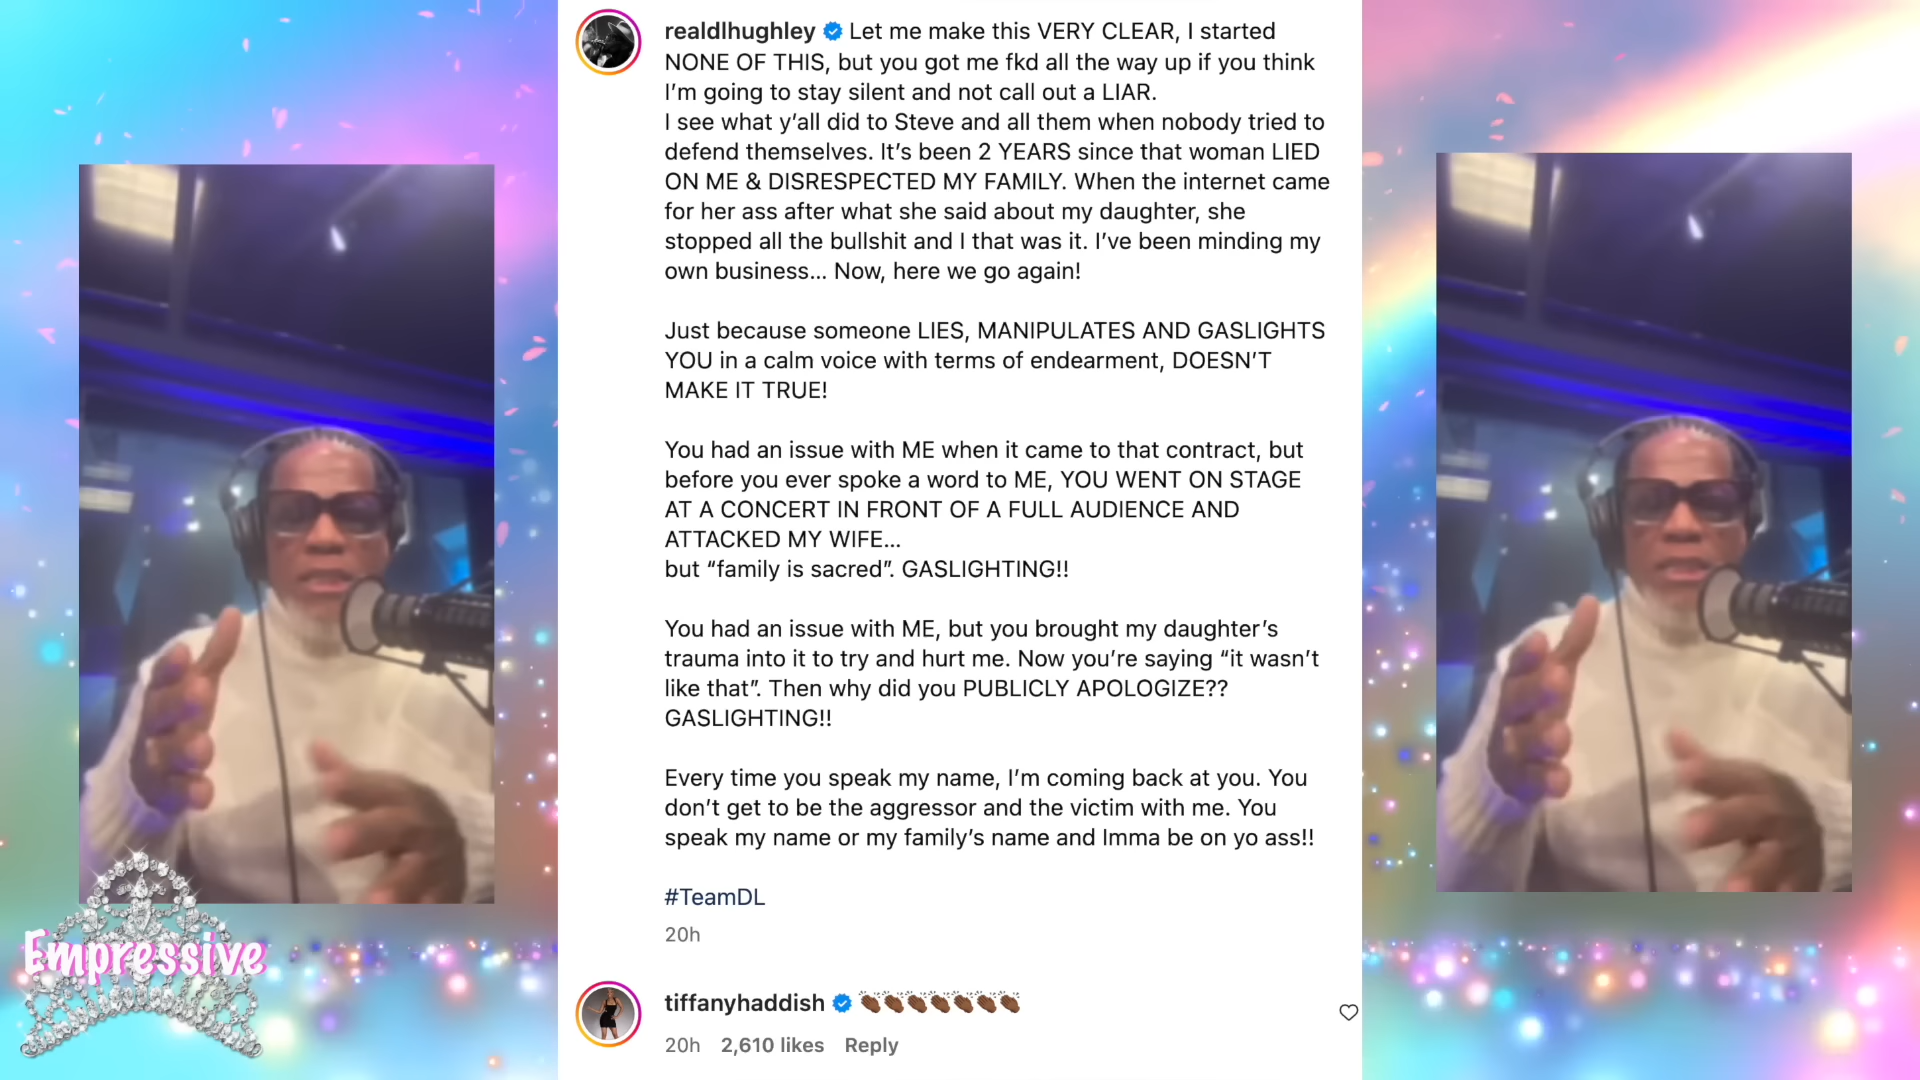 realdlhughley Let me make this VERY CLEAR, I started
NONE OF THIS, but you got me fkd all the way up if you think
I’m going to stay silent and not call out a LIAR.
I see what y’all did to Steve and all them when nobody tried to
defend themselves. It’s been 2 YEARS since that woman LIED
ON ME & DISRESPECTED MY FAMILY. When the internet came
for her ass after what she said about my daughter, she
stopped all the bullshit and I that was it. I’ve been minding my
own business... Now, here we go again!
Just because someone LIES, MANIPULATES AND GASLIGHTS
YOU in a calm voice with terms of endearment, DOESN’T
MAKE IT TRUE!
You had an issue with ME when it came to that contract, but
before you ever spoke a word to ME, YOU WENT ON STAGE
AT A CONCERT IN FRONT OF A FULL AUDIENCE AND
ATTACKED MY WIFE...
but “family is sacred”. GASLIGHTING!!
You had an issue with ME, but you brought my daughter’s
trauma into it to try and hurt me. Now you’re saying “it wasn’t
like that”. Then why did you PUBLICLY APOLOGIZE??
GASLIGHTING!!
Every time you speak my name, I’m coming back at you. You
don’t get to be the aggressor and the victim with me. You
speak my name or my family’s name and Imma be on yo ass!!
#TeamDL
20h
tiffanyhaddish 👏🏾👏🏾👏🏾👏🏾👏🏾👏🏾👏🏾
20h 2,610 likes Reply
Empressive